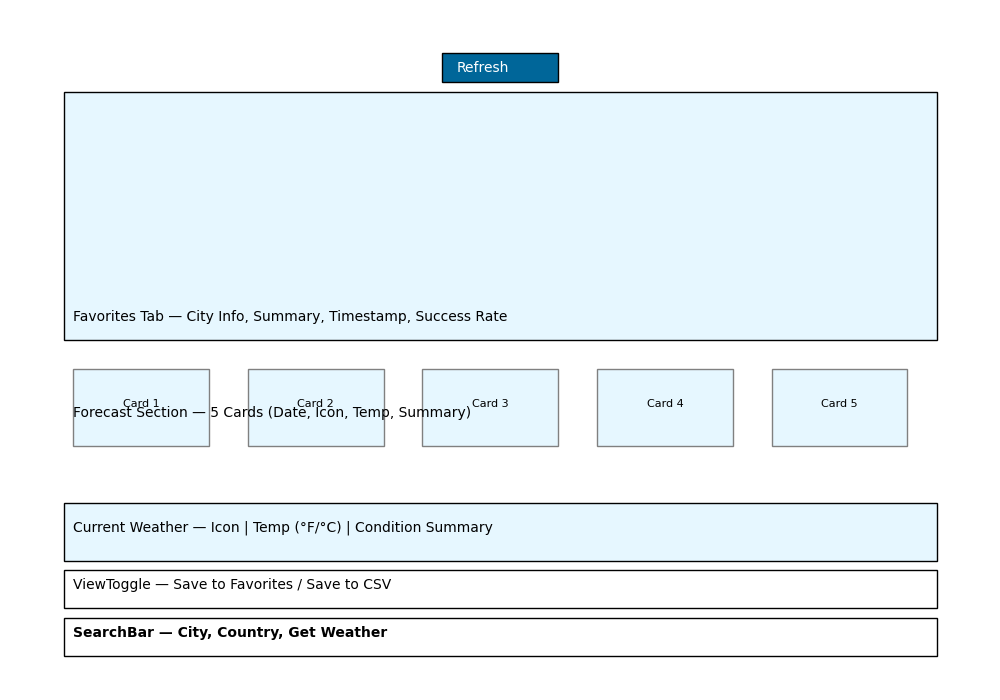 Refresh
Favorites Tab — City Info, Summary, Timestamp, Success Rate
Card 1
Card 2
Card 3
Card 4
Card 5
Forecast Section — 5 Cards (Date, Icon, Temp, Summary)
Current Weather — Icon | Temp (°F/°C) | Condition Summary
ViewToggle — Save to Favorites / Save to CSV
SearchBar — City, Country, Get Weather